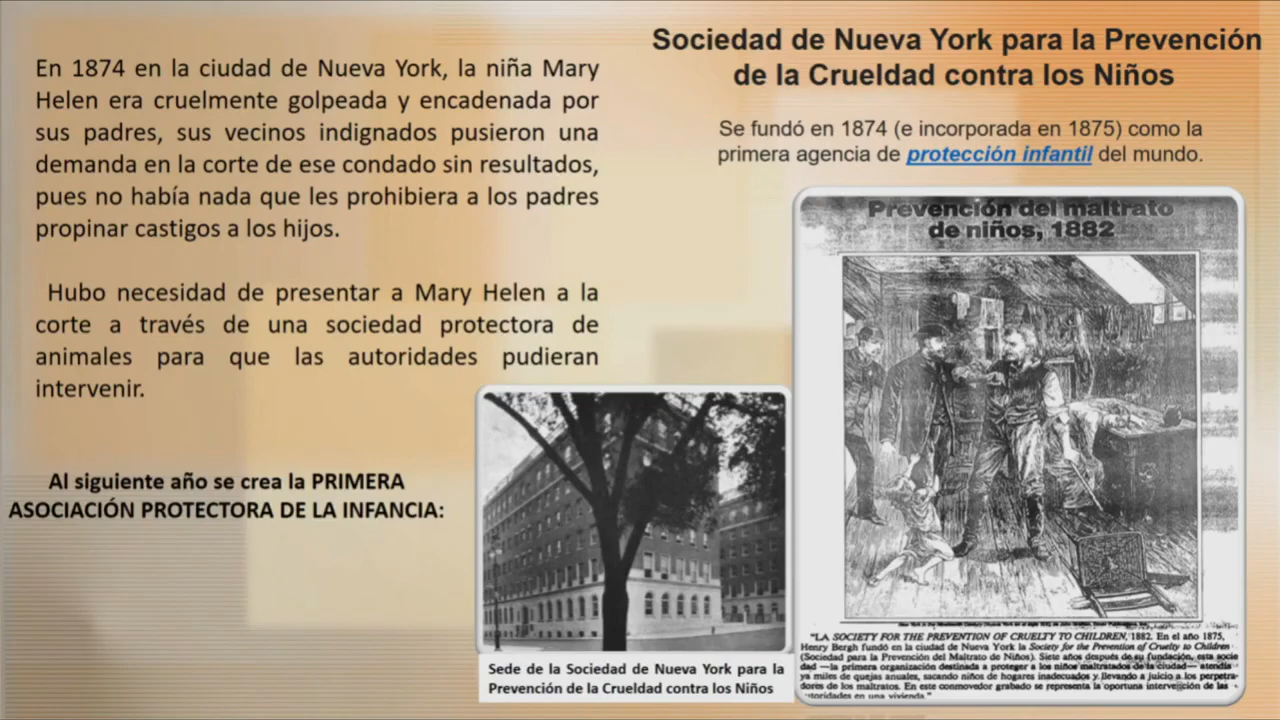 En 1874 en la ciudad de Nueva York, la niña Mary
Helen era cruelmente golpeada y encadenada por
sus padres, sus vecinos indignados pusieron una
demanda en la corte de ese condado sin resultados,
pues no había nada que les prohibiera a los padres
propinar castigos a los hijos.
Hubo necesidad de presentar a Mary Helen a la
corte a través de una sociedad protectora de
animales para que las autoridades pudieran
intervenir.
Al siguiente año se crea la PRIMERA
ASOCIACIÓN PROTECTORA DE LA INFANCIA:
Sociedad de Nueva York para la Prevención
de la Crueldad contra los Niños
Se fundó en 1874 (e incorporada en 1875) como la
primera agencia de protección infantil del mundo.
Sede de la Sociedad de Nueva York para la
Prevención de la Crueldad contra los Niños
Prevención del maltrato
de niños, 1882
"LA SOCIETY FOR THE PREVENTION OF CRUELTY TO CHILDREN, 1882. En el año 1875,
Henry Bergh fundó en la ciudad de Nueva York la Society for the Prevention of Cruelty to Children
(Sociedad para la Prevención del Maltrato de Niños). Siete años después de su fundación, esta socie
dad —la primera organización destinada a proteger a los niños maltratados de la ciudad— atendía
ya miles de quejas anuales, sacando niños de hogares inadecuados y llevando a juicio a los perpetra-
dores de los maltratos. En este conmovedor grabado se representa la oportuna intervención de las
autoridades en una vivienda."